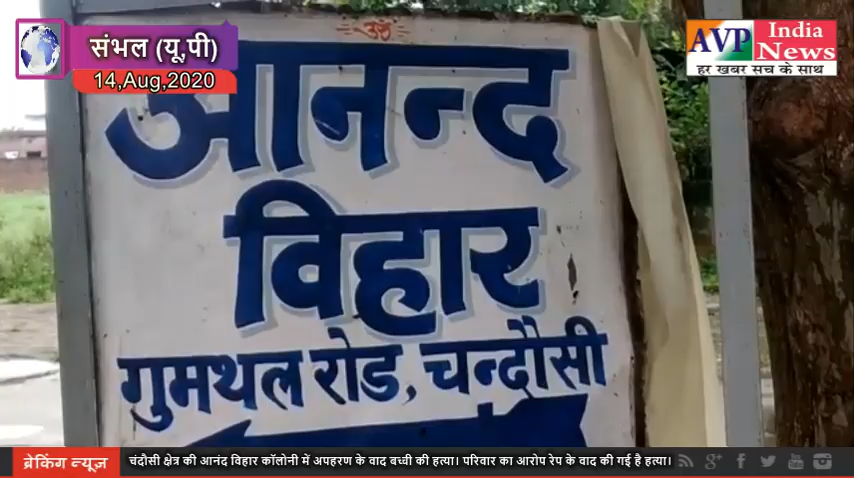 संभल (यू,पी)
14,Aug,2020
AVP India News
हर खबर सच के साथ
ॐ
आनन्द
विहार
गुमथल रोड, चन्दौसी
ब्रेकिंग न्यूज़
चंदौसी क्षेत्र की आनंद विहार कॉलोनी में अपहरण के वाद बच्ची की हत्या। परिवार का आरोप रेप के वाद की गई है हत्या।